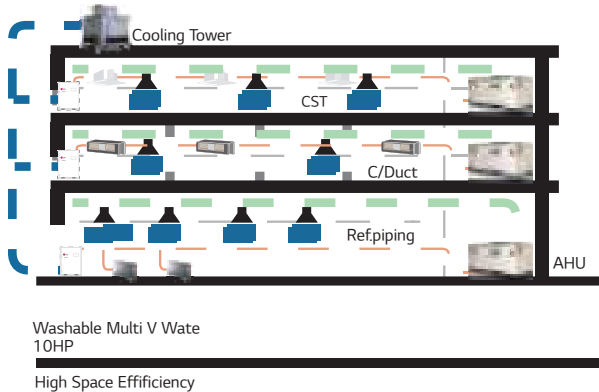 Cooling Tower
CST
C/Duct
Ref.piping
AHU
Washable Multi V Wate
10HP
High Space Effificiency